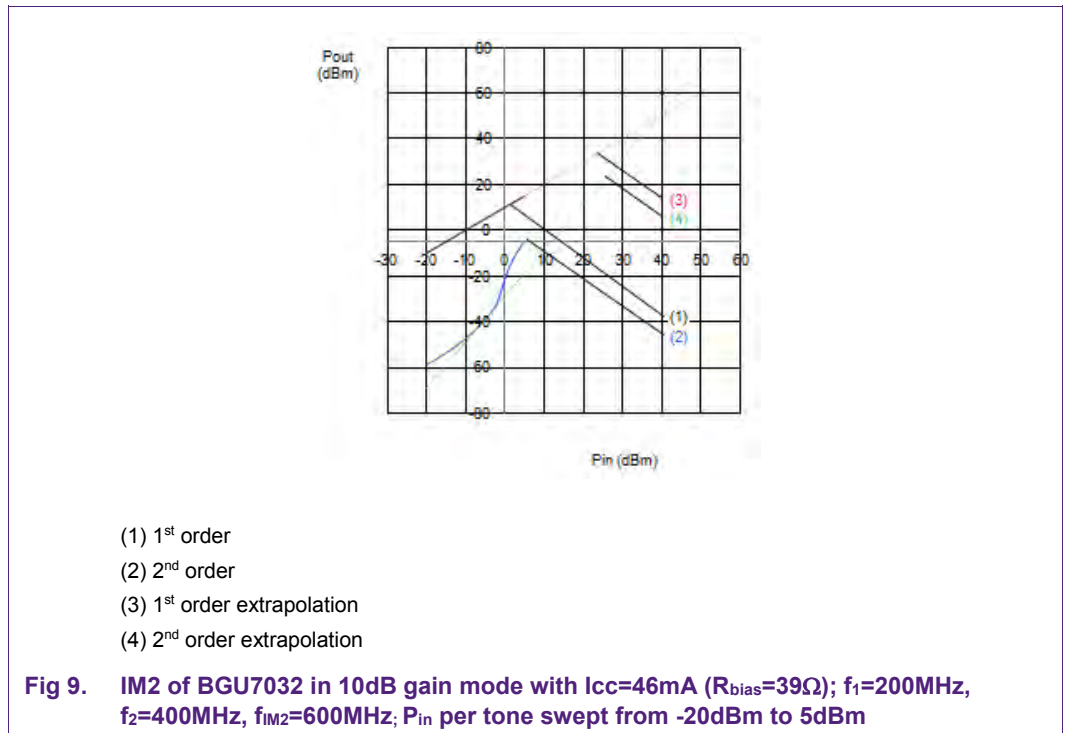 Pout
(dBm)
80
60
40
20
0
-30 -20 -10 0 10 20 30 40 50 60
-20
-40
-60
-80
(3)
(4)
(1)
(2)
Pin (dBm)
(1) 1st order
(2) 2nd order
(3) 1st order extrapolation
(4) 2nd order extrapolation
Fig 9. IM2 of BGU7032 in 10dB gain mode with Icc=46mA (Rbias=39Ω); f1=200MHz,
f2=400MHz, fIM2=600MHz; Pin per tone swept from -20dBm to 5dBm